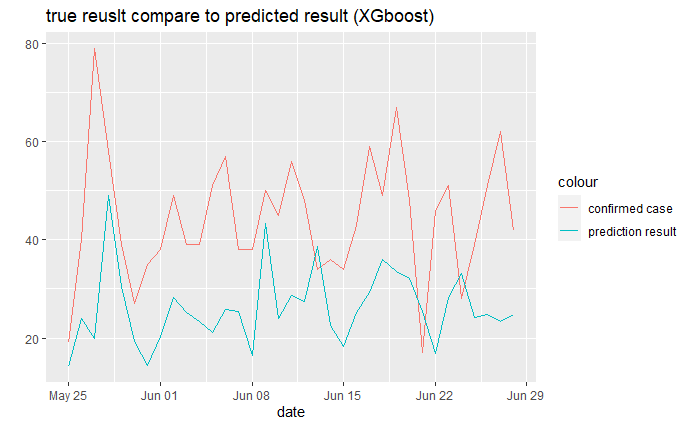 true reuslt compare to predicted result (XGboost)
80
60
40
20
May 25
Jun 01
Jun 08
Jun 15
Jun 22
Jun 29
date
colour
confirmed case
prediction result